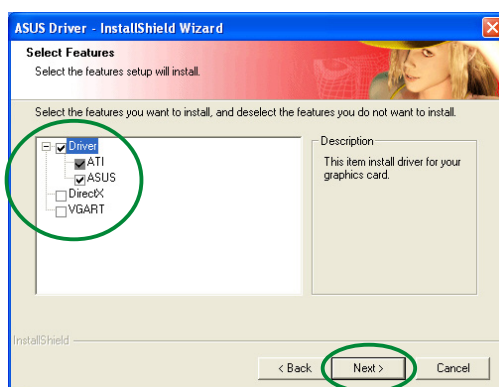 ASUS Driver - InstallShield Wizard
Select Features
Select the features setup will install.
Select the features you want to install, and deselect the features you do not want to install.
Driver
ATI
ASUS
DirectX
VGART
Description
This item install driver for your
graphics card.
InstallShield
< Back
Next >
Cancel